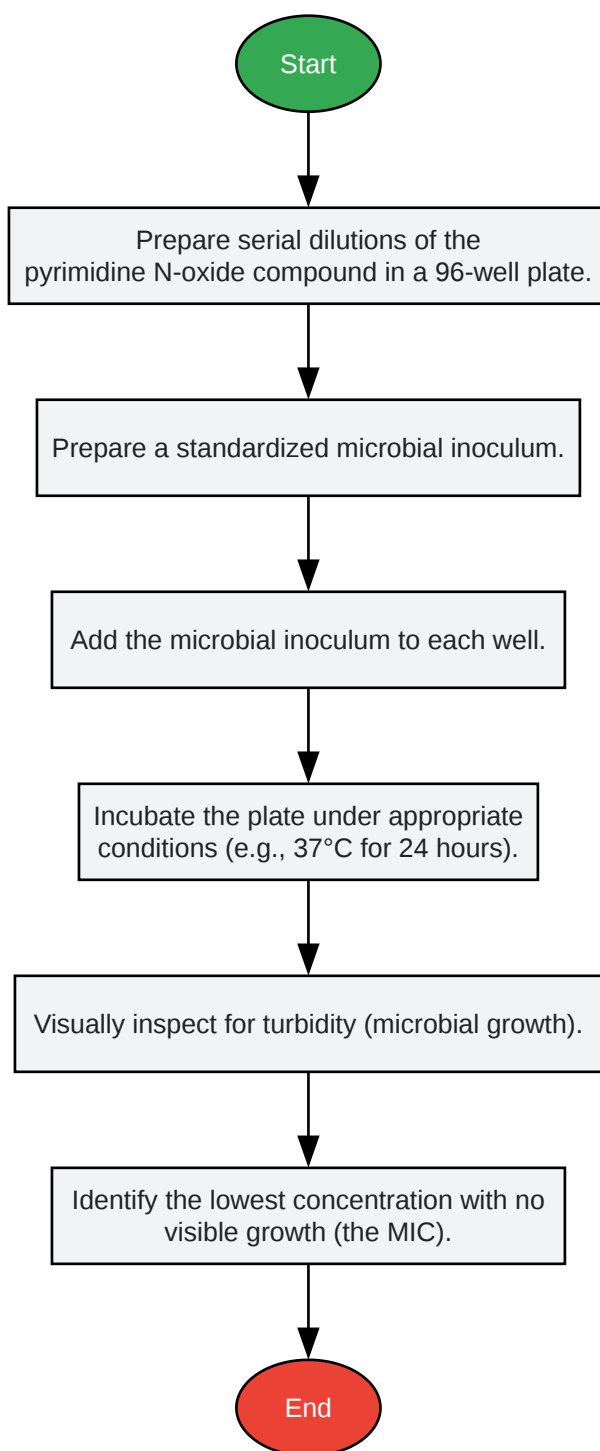 Start
Prepare serial dilutions of the
pyrimidine N-oxide compound in a 96-well plate.
Prepare a standardized microbial inoculum.
Add the microbial inoculum to each well.
Incubate the plate under appropriate
conditions (e.g., 37°C for 24 hours).
Visually inspect for turbidity (microbial growth).
Identify the lowest concentration with no
visible growth (the MIC).
End